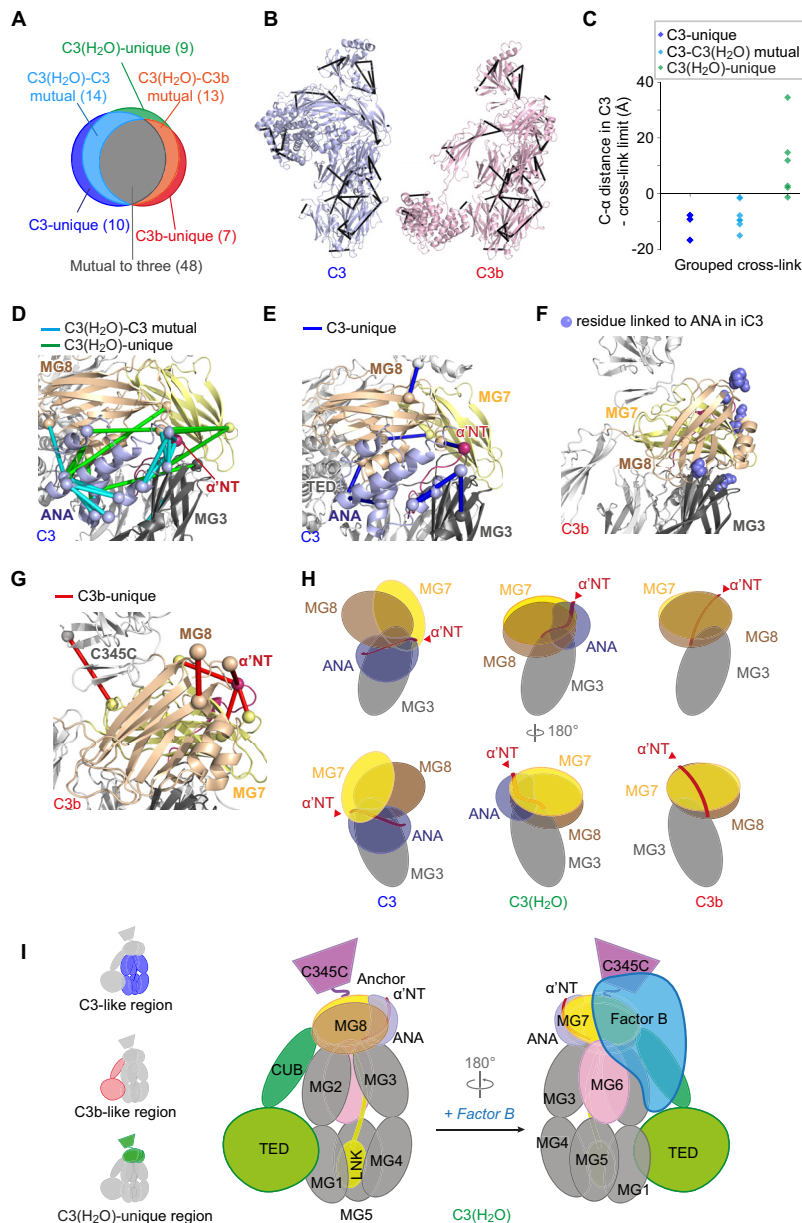 A
C3(H₂O)-unique (9)
C3(H₂O)-C3
mutual (14)
C3(H₂O)-C3b
mutual (13)
C3-unique (10)
C3b-unique (7)
Mutual to three (48)
B
C3
C3b
C
C3-unique
C3-C3(H₂O) mutual
C3(H₂O)-unique
C-α distance in C3
- cross-link limit (Å)
40
20
0
-20
Grouped cross-link
D
C3(H₂O)-C3 mutual
C3(H₂O)-unique
MG8
α'NT
ANA
C3
MG3
E
C3-unique
MG8
MG7
α'NT
TED
ANA
C3
MG3
F
residue linked to ANA in iC3
MG7
MG8
MG3
C3b
G
C3b-unique
C345C
MG8
α'NT
C3b
MG7
H
MG7
MG8
α'NT
ANA
MG3
MG7
α'NT
ANA
MG8
MG3
α'NT
MG7
MG8
MG3
180°
MG7
MG8
α'NT
ANA
MG3
α'NT
MG7
ANA
MG8
MG3
α'NT
MG7
MG8
MG3
C3
C3(H₂O)
C3b
I
C3-like region
C3b-like region
C3(H₂O)-unique region
C345C
Anchor
α'NT
MG8
ANA
CUB
MG2
MG3
TED
LNK
MG4
MG1
MG5
180°
+ Factor B
C3(H₂O)
C345C
α'NT
MG7
Factor B
ANA
MG6
MG3
MG4
MG5
TED
MG1